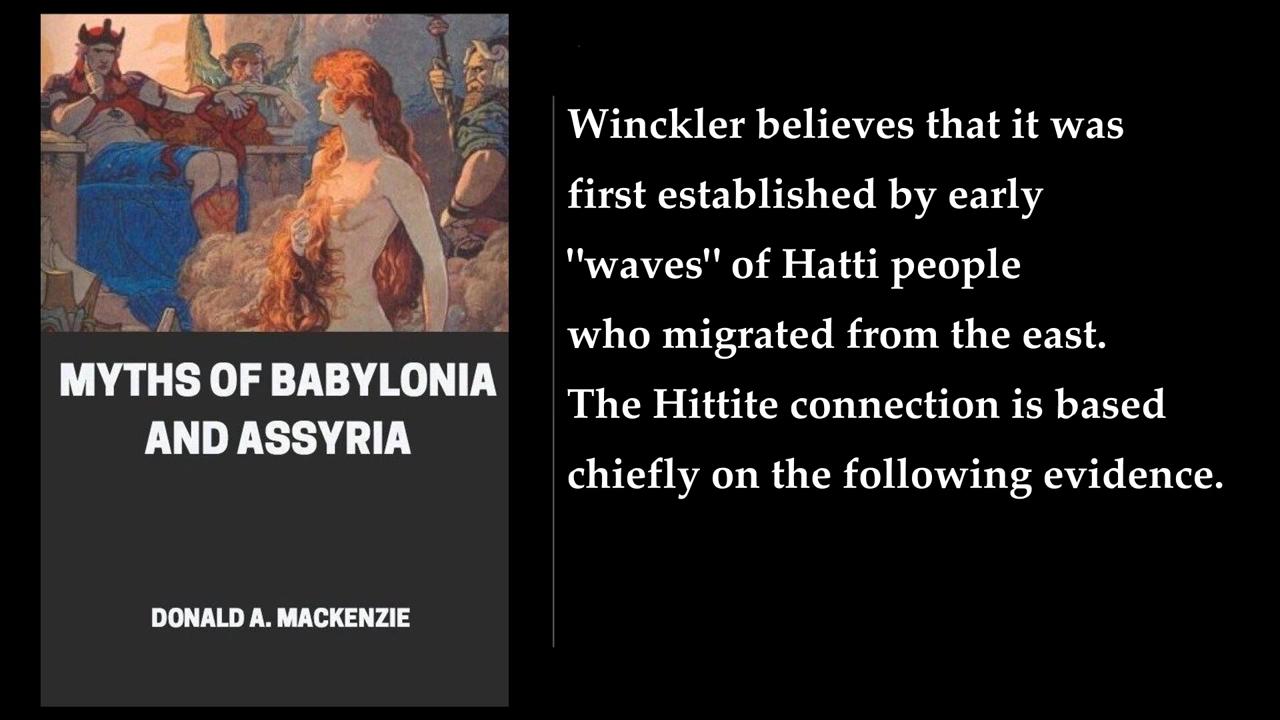 MYTHS OF BABYLONIA
AND ASSYRIA
DONALD A. MACKENZIE
Winckler believes that it was
first established by early
"waves" of Hatti people
who migrated from the east.
The Hittite connection is based
chiefly on the following evidence.